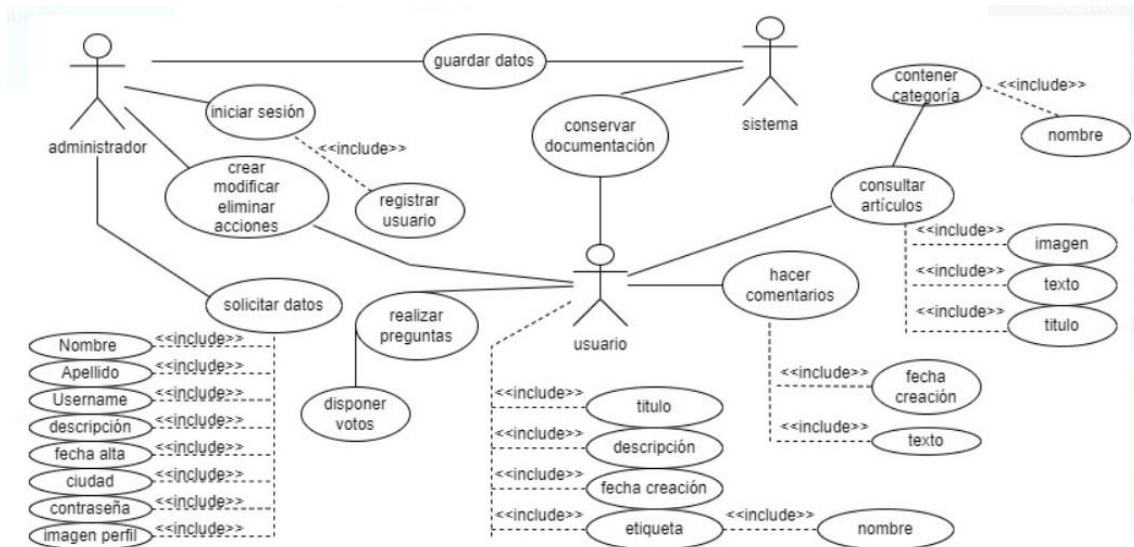 guardar datos
administrador
sistema
iniciar sesión
<<include>>
registrar
usuario
crear
modificar
eliminar
acciones
conservar
documentación
contener
categoría
<<include>>
nombre
consultar
artículos
<<include>>
imagen
<<include>>
texto
<<include>>
titulo
solicitar datos
realizar
preguntas
disponer
votos
usuario
hacer
comentarios
<<include>>
fecha
creación
<<include>>
texto
Nombre <<include>>
Apellido <<include>>
Username <<include>>
descripción <<include>>
fecha alta <<include>>
ciudad <<include>>
contraseña <<include>>
imagen perfil <<include>>
<<include>> titulo
<<include>> descripción
<<include>> fecha creación
<<include>> etiqueta <<include>> nombre